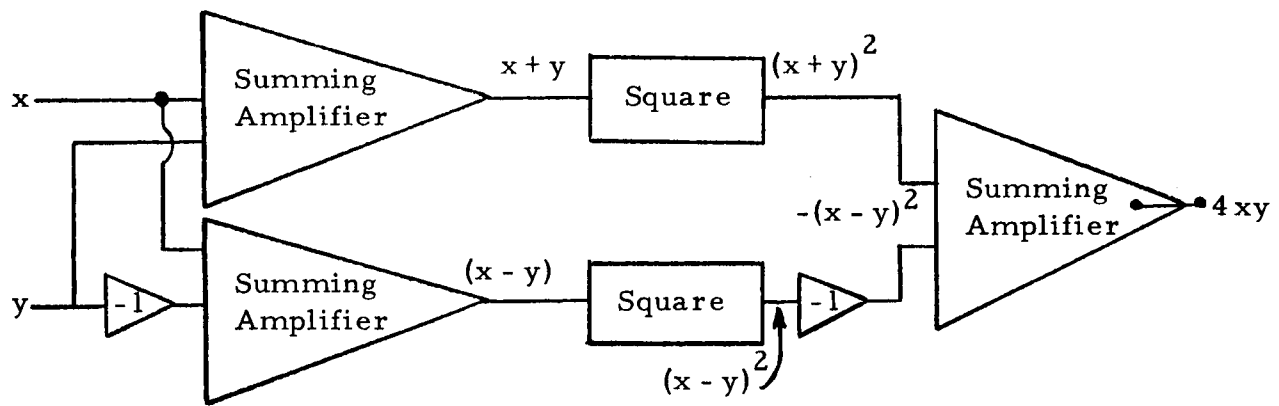 x
Summing
Amplifier
x + y
Square
(x + y)²
y
-1
Summing
Amplifier
(x - y)
Square
(x - y)²
-1
-(x - y)²
Summing
Amplifier
4 xy